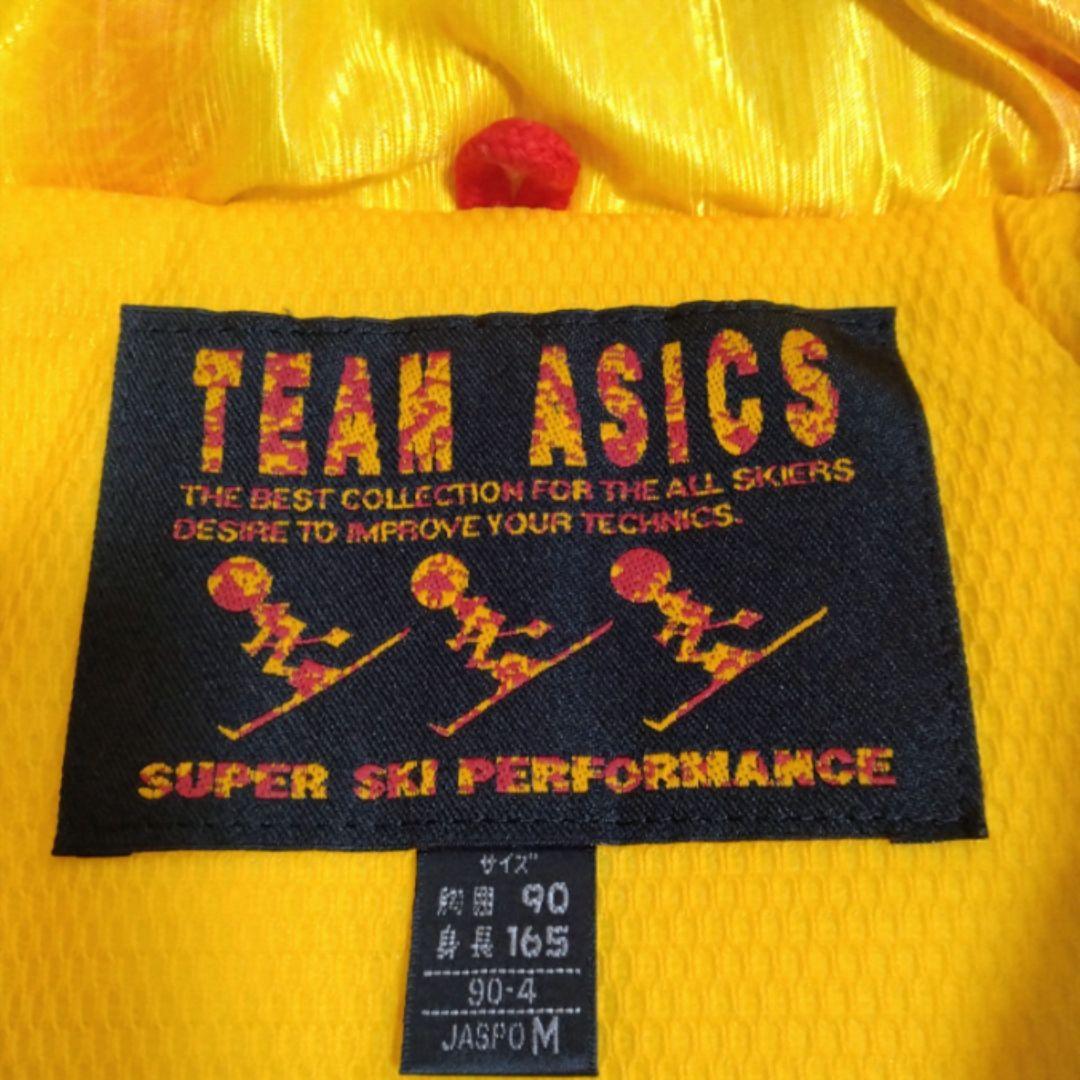 TEAM ASICS
THE BEST COLLECTION FOR THE ALL SKIERS
DESIRE TO IMPROVE YOUR TECHNICS.
SUPER SKI PERFORMANCE
サイズ
胸囲 90
身長 165
90-4
JASPO M